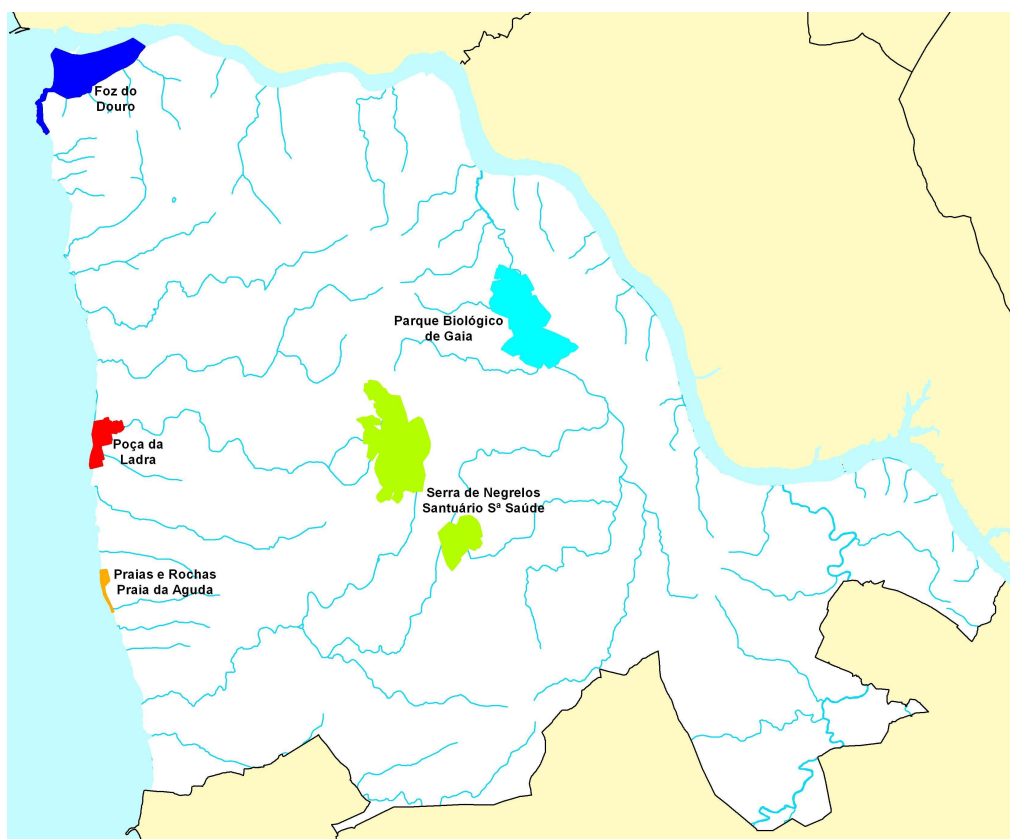 Foz do
Douro
Parque Biológico
de Gaia
Poça da
Ladra
Serra de Negrelos
Santuário Sª Saúde
Praias e Rochas
Praia da Aguda